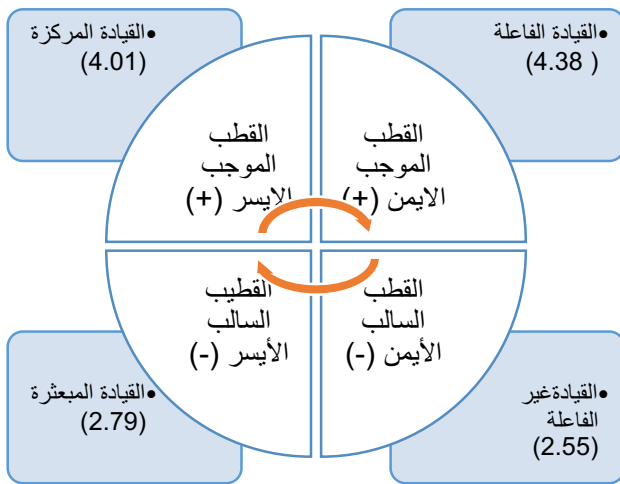 •القيادة الفاعلة
(4.38 )
•القيادة المركزة
(4.01)
القطب
الموجب
الايمن (+)
القطب
الموجب
الايسر (+)
القطب
السالب
الأيمن (-)
القطيب
السالب
الأيسر (-)
•القيادةغير
الفاعلة
(2.55)
•القيادة المبعثرة
(2.79)